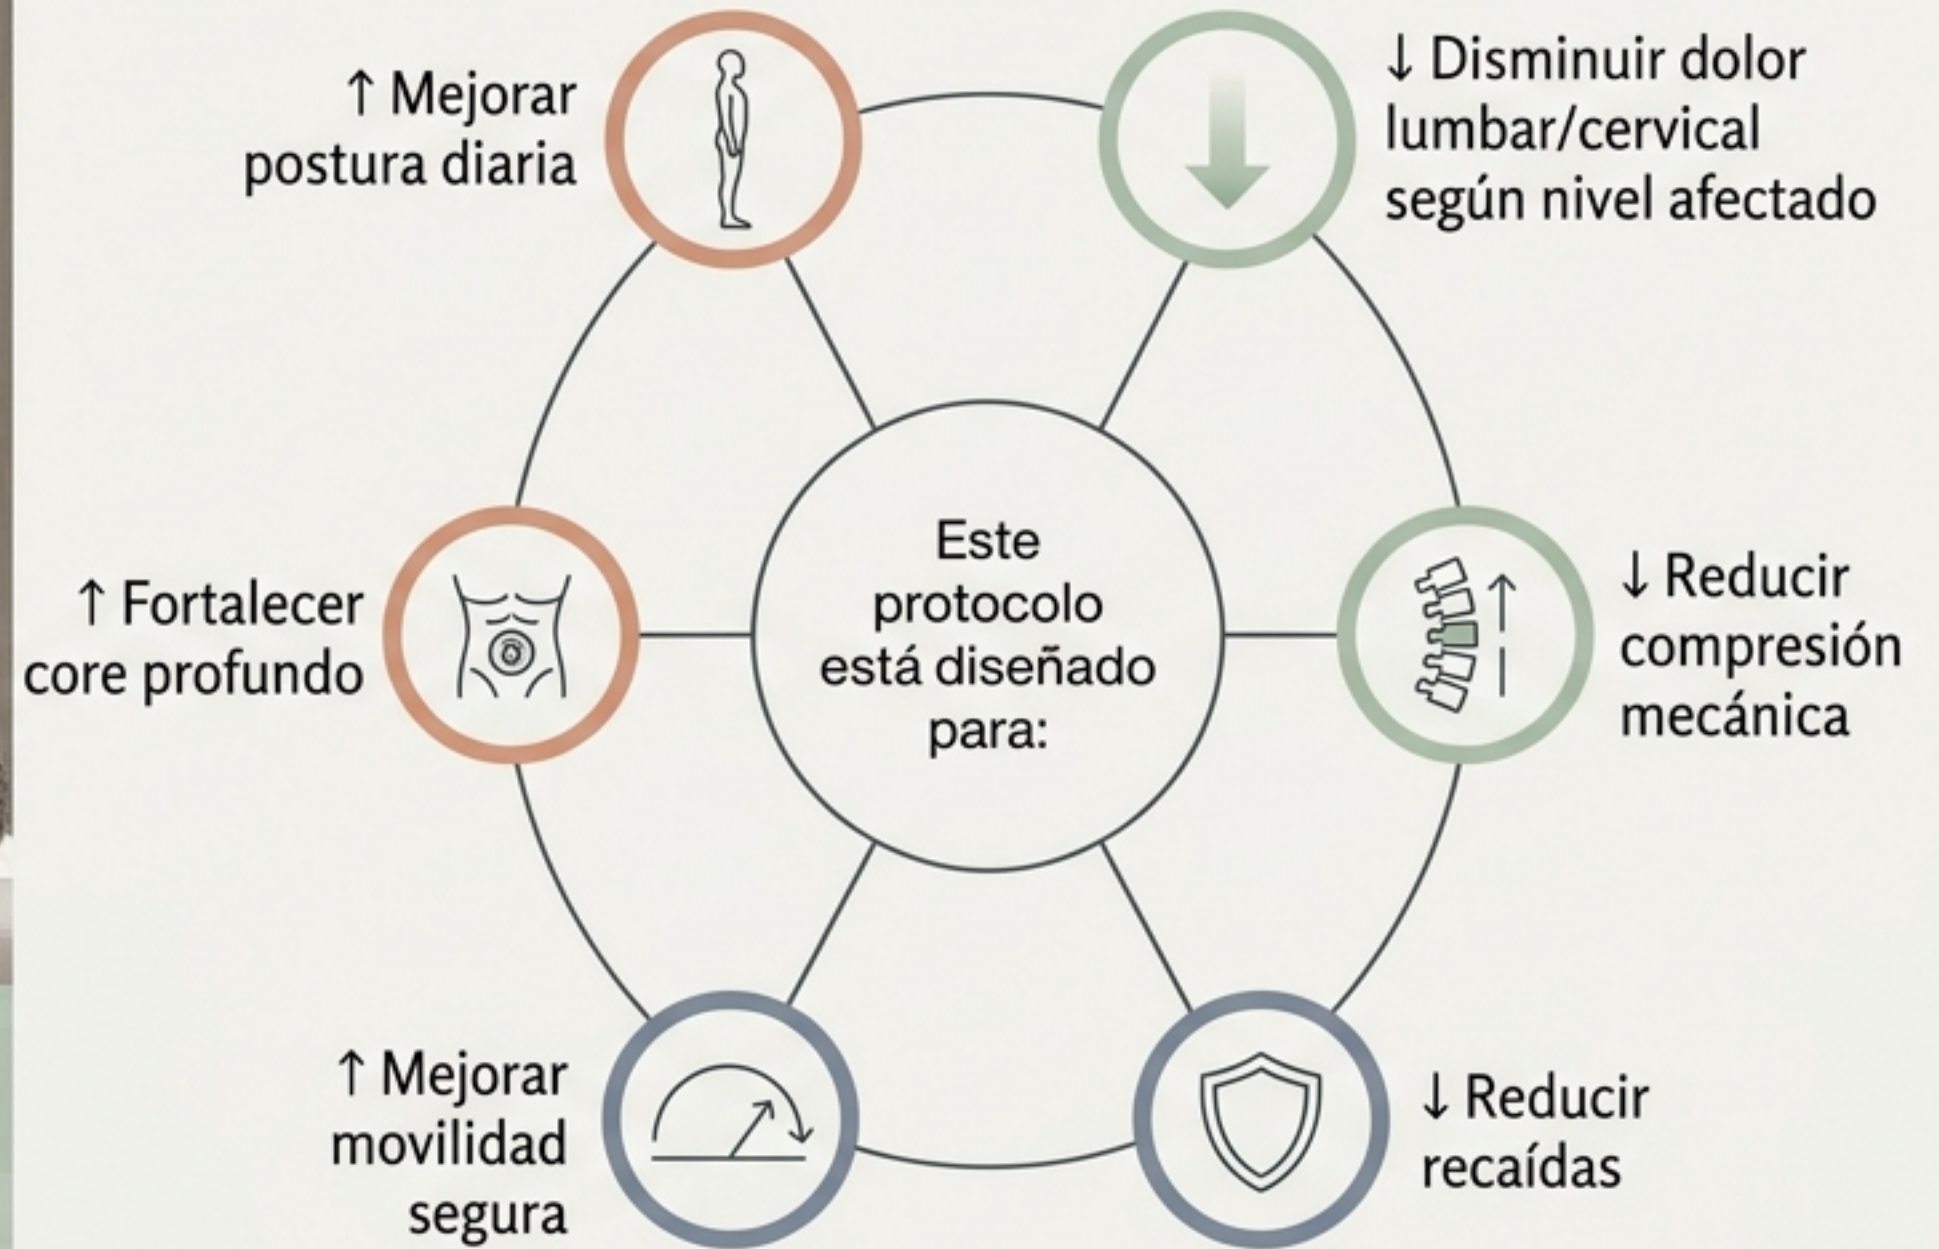 ↑ Mejorar
postura diaria
↓ Disminuir dolor
lumbar/cervical
según nivel afectado
↑ Fortalecer
core profundo
Este
protocolo
está diseñado
para:
↓ Reducir
compresión
mecánica
↑ Mejorar
movilidad
segura
↓ Reducir
recaídas